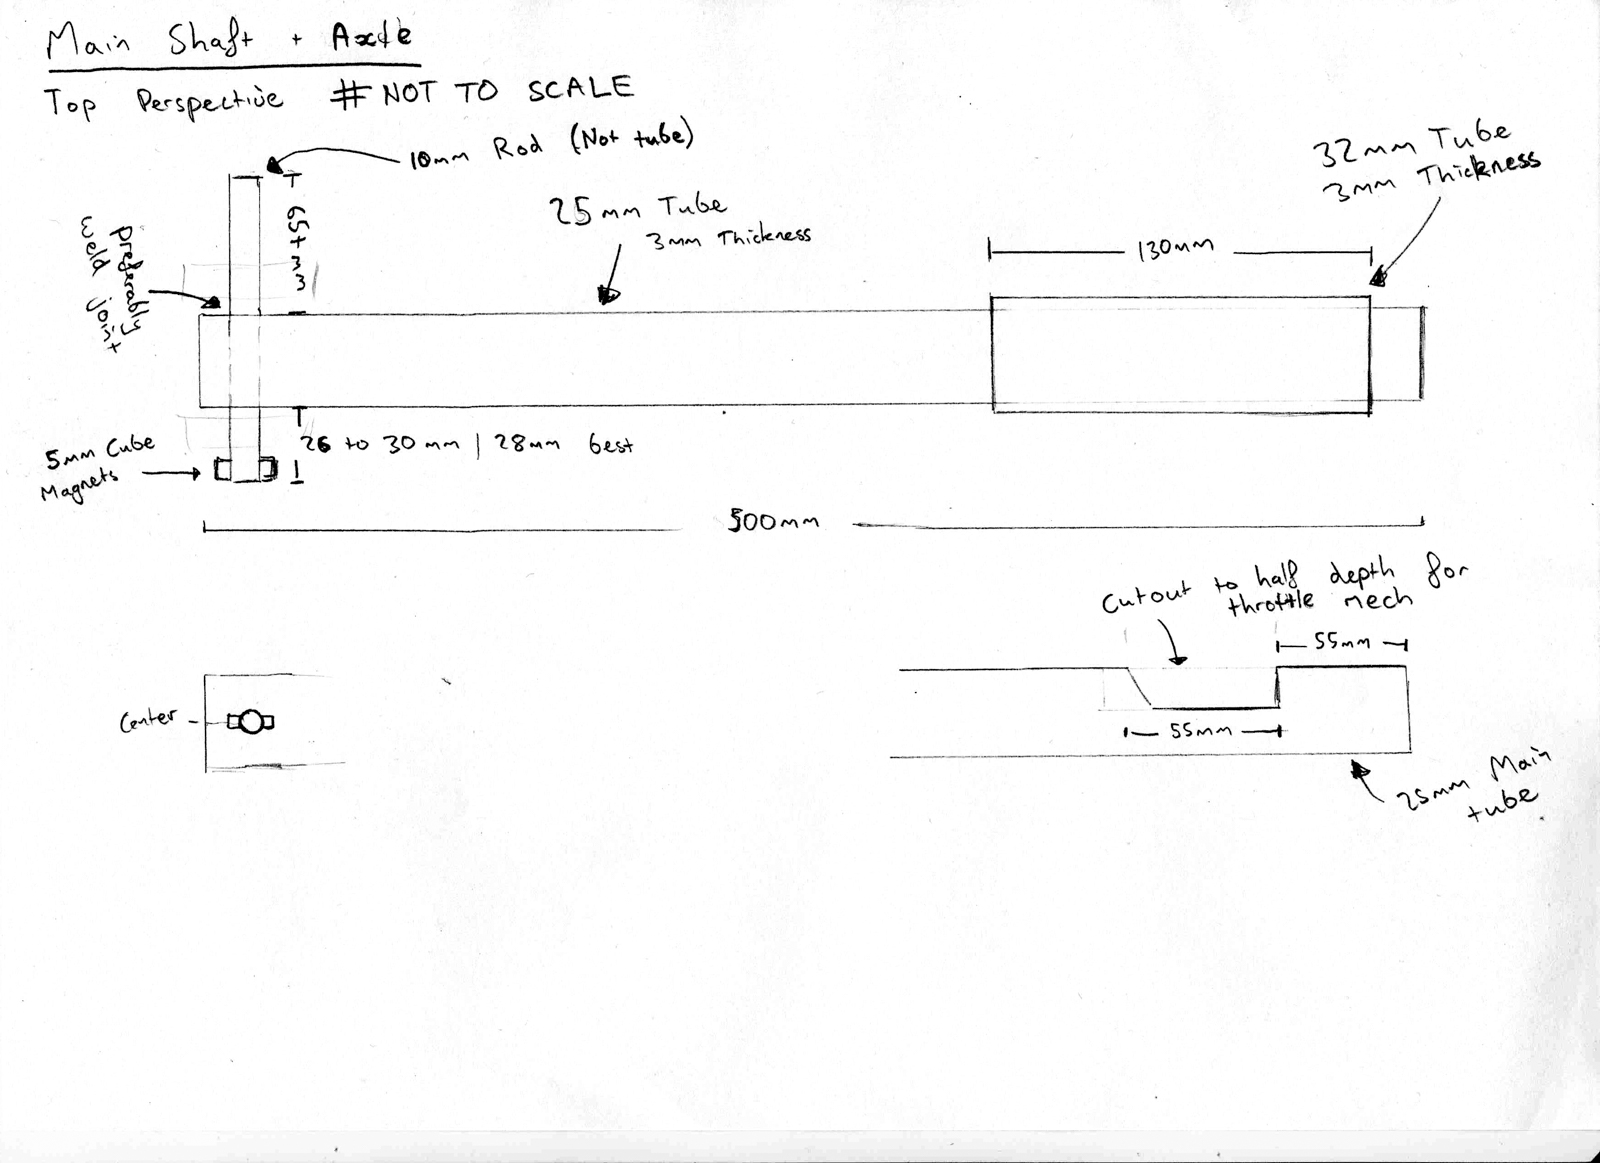 Main Shaft + Axle
Top Perspective # NOT TO SCALE
10mm Rod (Not tube)
32mm Tube
3mm Thickness
25mm Tube
3mm Thickness
65+mm
130mm
Preferably
weld joint
26 to 30mm | 28mm best
5mm Cube
Magnets
500mm
Cutout to half depth for
throttle mech
55mm
Center
55mm
25mm Main
tube